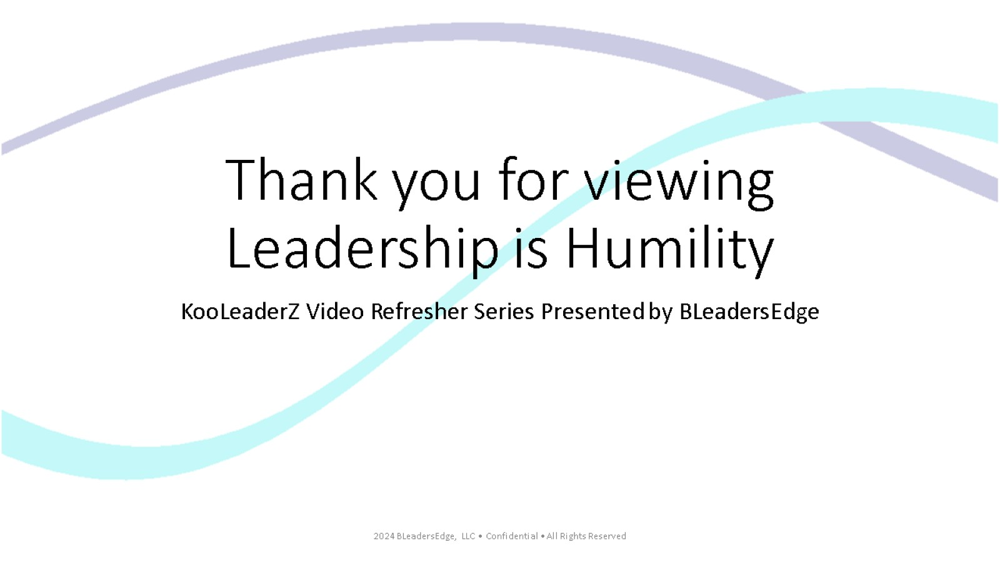 Thank you for viewing
Leadership is Humility
KooLeaderZ Video Refresher Series Presented by BLeadersEdge
2024 BLeadersEdge, LLC • Confidential • All Rights Reserved